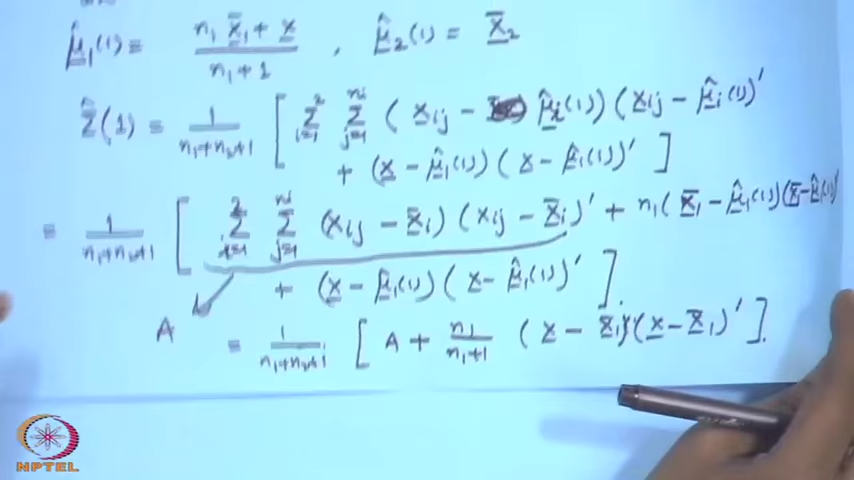 μ̂₁(1) = (n₁ x̄₁ + x) / (n₁ + 1) , μ̂₂(1) = x̄₂
Σ̂(1) = 1/(n₁+n₂+1) [ Σ_{i=1}^{2} Σ_{j=1}^{nᵢ} (xᵢⱼ − μ̂ᵢ(1)) (xᵢⱼ − μ̂ᵢ(1))′
+ (x − μ̂₁(1)) (x − μ̂₁(1))′ ]
= 1/(n₁+n₂+1) [ Σ_{i=1}^{2} Σ_{j=1}^{nᵢ} (xᵢⱼ − x̄ᵢ) (xᵢⱼ − x̄ᵢ)′ + n₁(x̄₁ − μ̂₁(1))(x̄ − μ̂₁(1))′
+ (x − μ̂₁(1)) (x − μ̂₁(1))′ ].
A = 1/(n₁+n₂+1) [ A + n₁/(n₁+1) (x − x̄₁)(x − x̄₁)′ ].
NPTEL